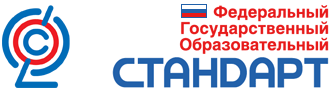 Федеральный
Государственный
Образовательный
СТАНДАРТ